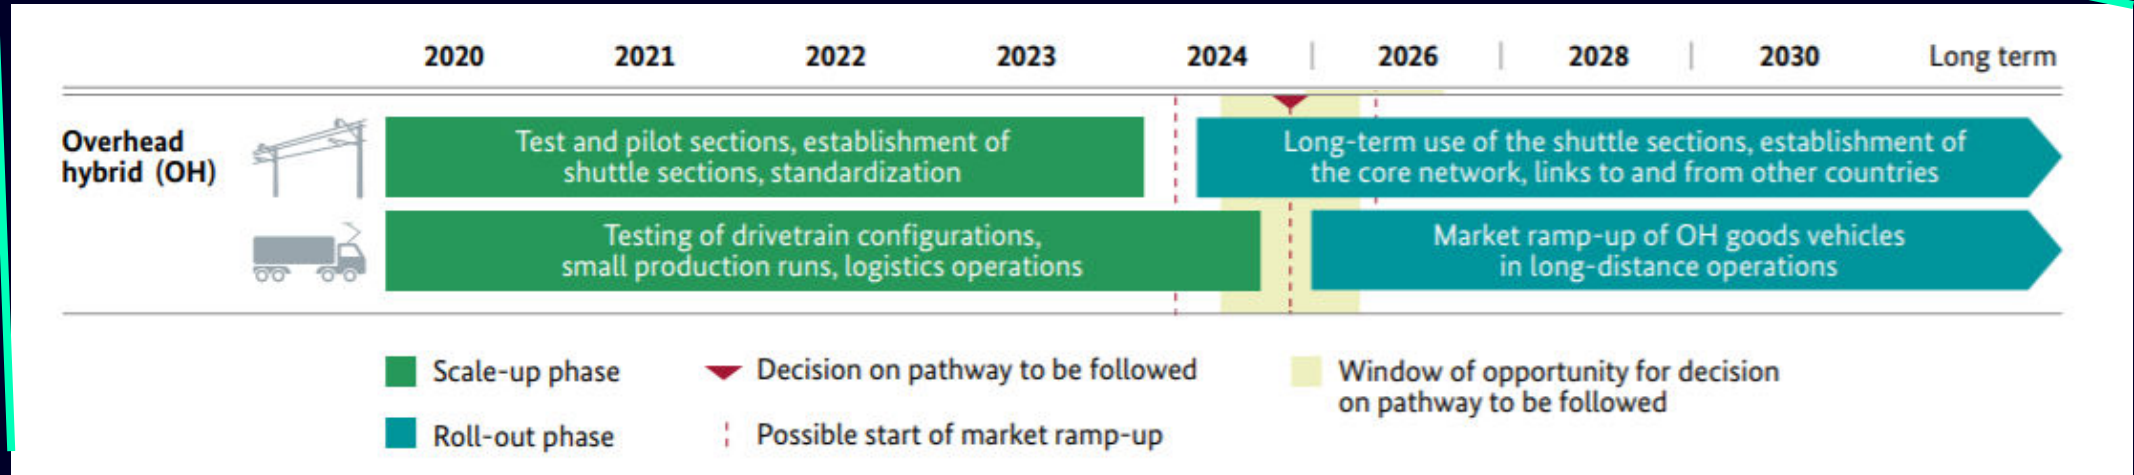 2020 2021 2022 2023 2024 | 2026 | 2028 | 2030 Long term
Overhead
hybrid (OH)
Test and pilot sections, establishment of
shuttle sections, standardization
Long-term use of the shuttle sections, establishment of
the core network, links to and from other countries
Testing of drivetrain configurations,
small production runs, logistics operations
Market ramp-up of OH goods vehicles
in long-distance operations
Scale-up phase
Roll-out phase
Decision on pathway to be followed
Possible start of market ramp-up
Window of opportunity for decision
on pathway to be followed